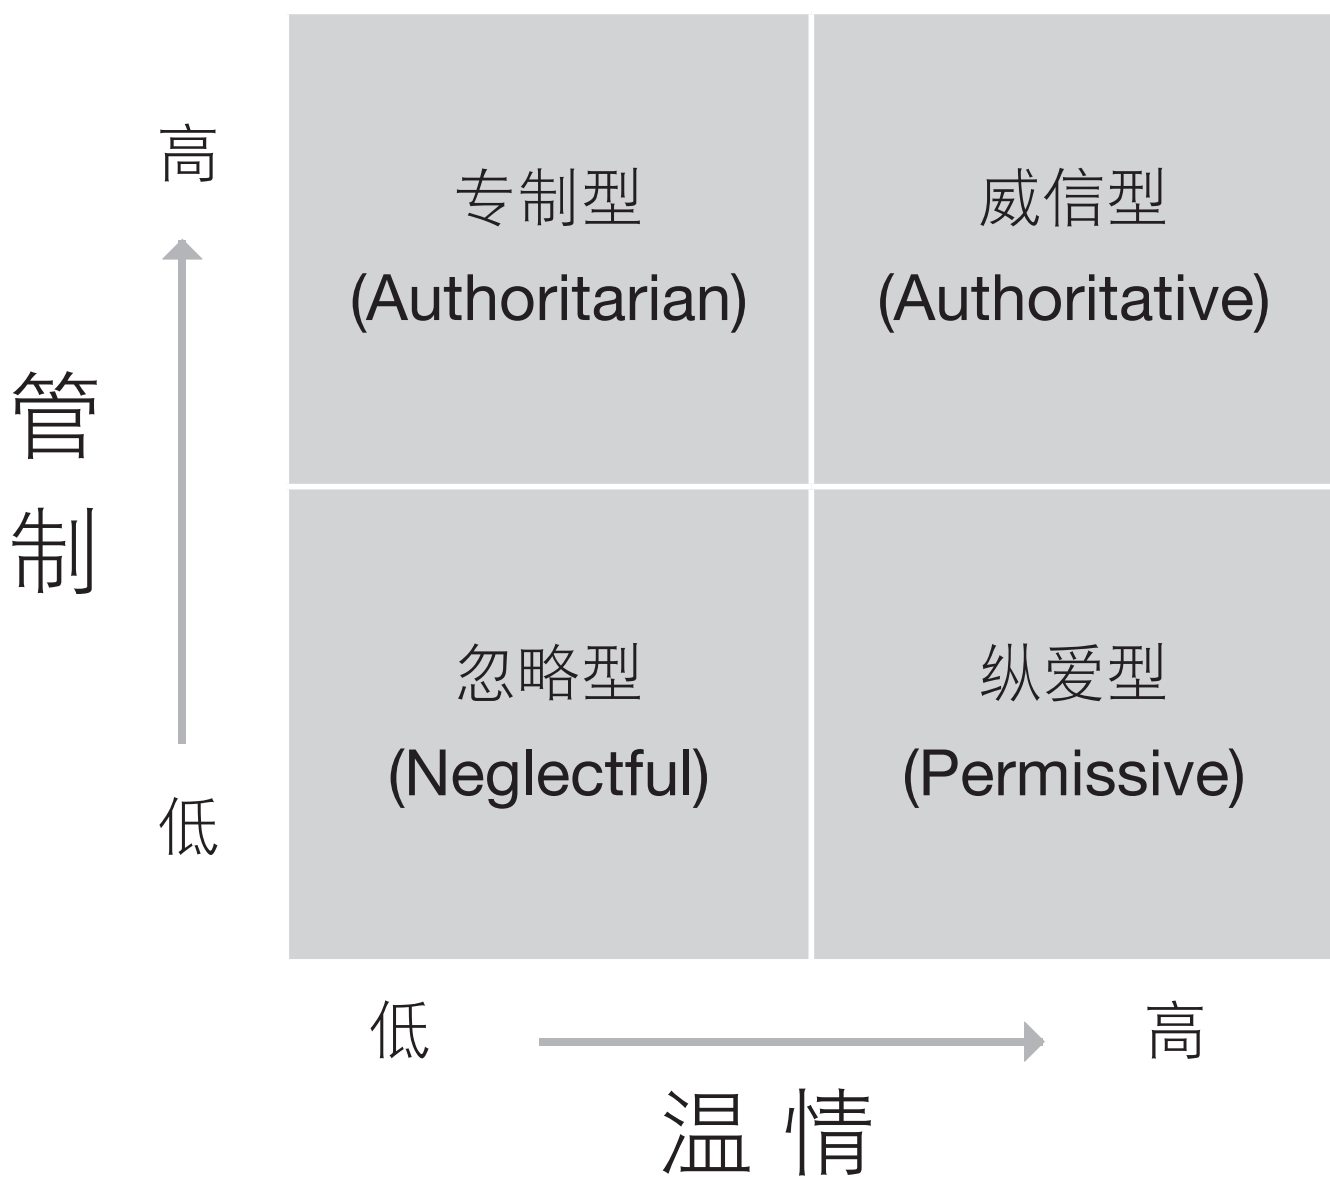 高
管
制
低
专制型
(Authoritarian)
威信型
(Authoritative)
忽略型
(Neglectful)
纵爱型
(Permissive)
低
高
温情